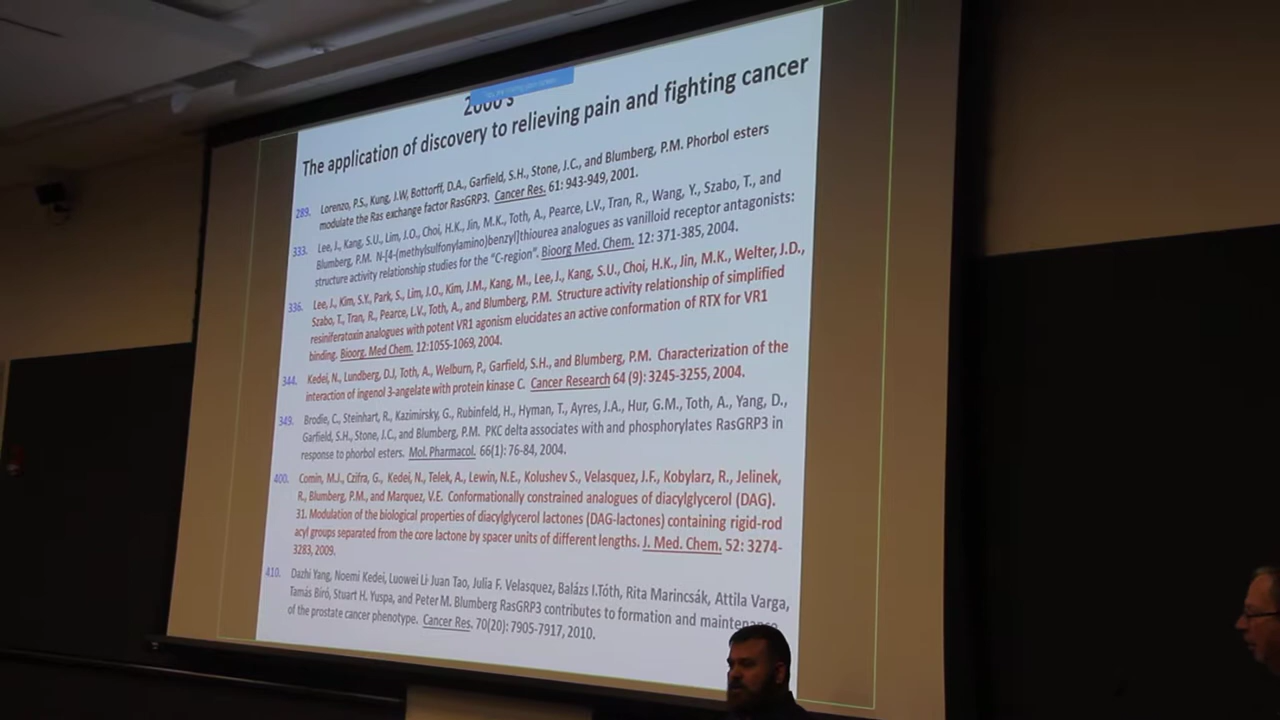 2000's
The application of discovery to relieving pain and fighting cancer
289. Lorenzo, P.S., Kung, J.W, Bottorff, D.A., Garfield, S.H., Stone, J.C., and Blumberg, P.M. Phorbol esters
modulate the Ras exchange factor RasGRP3. Cancer Res. 61: 943-949, 2001.
333. Lee, J., Kang, S.U., Lim, J.O., Choi, H.K., Jin, M.K., Toth, A., Pearce, L.V., Tran, R., Wang, Y., Szabo, T., and
Blumberg, P.M. N-[4-(methylsulfonylamino)benzyl]thiourea analogues as vanilloid receptor antagonists:
structure activity relationship studies for the "C-region". Bioorg Med. Chem. 12: 371-385, 2004.
336. Lee, J., Kim, S.Y., Park, S., Lim, J.O., Kim, J.M., Kang, M., Lee, J., Kang, S.U., Choi, H.K., Jin, M.K., Welter, J.D.,
Szabo, T., Tran, R., Pearce, L.V., Toth, A., and Blumberg, P.M. Structure activity relationship of simplified
resiniferatoxin analogues with potent VR1 agonism elucidates an active conformation of RTX for VR1
binding. Bioorg. Med Chem. 12:1055-1069, 2004.
344. Kedei, N., Lundberg, D.J, Toth, A., Welburn, P., Garfield, S.H., and Blumberg, P.M. Characterization of the
interaction of ingenol 3-angelate with protein kinase C. Cancer Research 64 (9): 3245-3255, 2004.
349. Brodie, C., Steinhart, R., Kazimirsky, G., Rubinfeld, H., Hyman, T., Ayres, J.A., Hur, G.M., Toth, A., Yang, D.,
Garfield, S.H., Stone, J.C., and Blumberg, P.M. PKC delta associates with and phosphorylates RasGRP3 in
response to phorbol esters. Mol. Pharmacol. 66(1): 76-84, 2004.
400. Comin, M.J., Czifra, G., Kedei, N., Telek, A., Lewin, N.E., Kolushev S., Velasquez, J.F., Kobylarz, R., Jelinek,
R., Blumberg, P.M., and Marquez, V.E. Conformationally constrained analogues of diacylglycerol (DAG).
31. Modulation of the biological properties of diacylglycerol lactones (DAG-lactones) containing rigid-rod
acyl groups separated from the core lactone by spacer units of different lengths. J. Med. Chem. 52: 3274-
3283, 2009.
410. Dazhi Yang, Noemi Kedei, Luowei Li, Juan Tao, Julia F. Velasquez, Balázs I.Tóth, Rita Marincsák, Attila Varga,
Tamás Bíró, Stuart H. Yuspa, and Peter M. Blumberg RasGRP3 contributes to formation and maintenance
of the prostate cancer phenotype. Cancer Res. 70(20): 7905-7917, 2010.